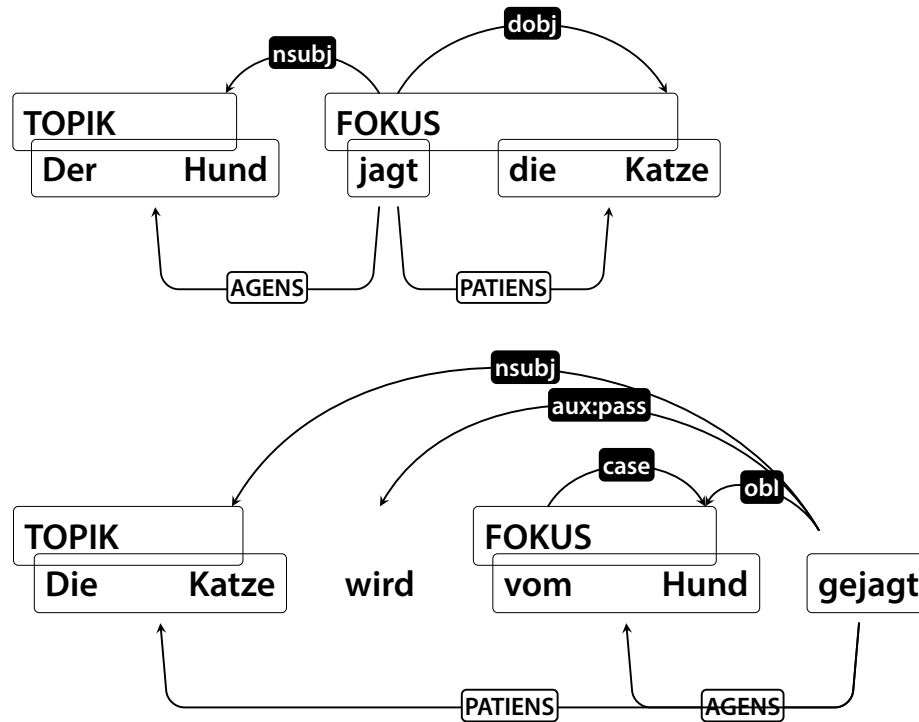 dobj
nsubj
TOPIK FOKUS
Der Hund jagt die Katze
AGENS PATIENS
nsubj
aux:pass
case
obl
TOPIK FOKUS
Die Katze wird vom Hund gejagt
PATIENS AGENS